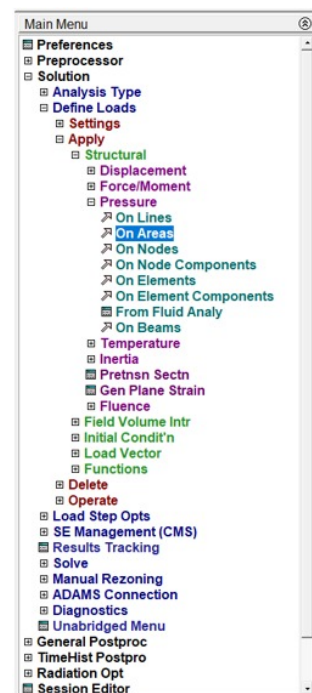 Main Menu
Preferences
Preprocessor
Solution
Analysis Type
Define Loads
Settings
Apply
Structural
Displacement
Force/Moment
Pressure
On Lines
On Areas
On Nodes
On Node Components
On Elements
On Element Components
From Fluid Analy
On Beams
Temperature
Inertia
Pretnsn Sectn
Gen Plane Strain
Fluence
Field Volume Intr
Initial Condit'n
Load Vector
Functions
Delete
Operate
Load Step Opts
SE Management (CMS)
Results Tracking
Solve
Manual Rezoning
ADAMS Connection
Diagnostics
Unabridged Menu
General Postproc
TimeHist Postpro
Radiation Opt
Session Editor